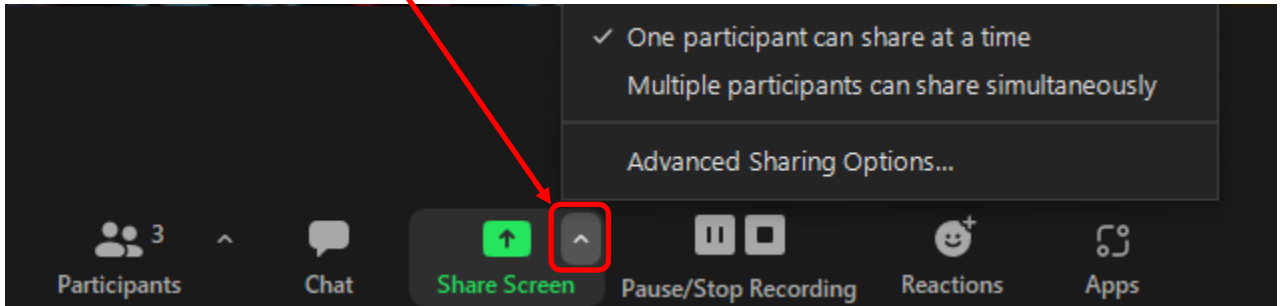 One participant can share at a time
Multiple participants can share simultaneously
Advanced Sharing Options...
3
Participants
Chat
Share Screen
Pause/Stop Recording
Reactions
Apps